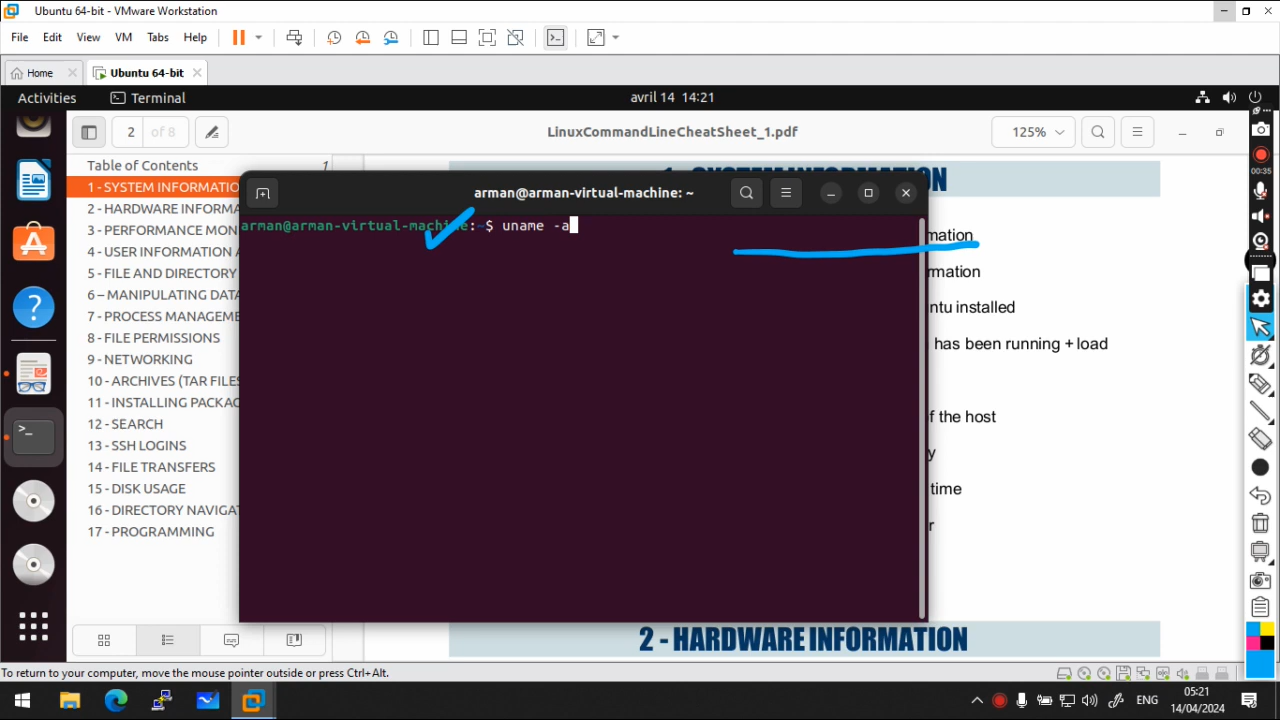 Ubuntu 64-bit - VMware Workstation
File Edit View VM Tabs Help
Home
Ubuntu 64-bit
Activities
Terminal
avril 14 14:21
2 of 8
LinuxCommandLineCheatSheet_1.pdf
125%
Table of Contents 1
1 - SYSTEM INFORMATIO
2 - HARDWARE INFORMA
3 - PERFORMANCE MON
4 - USER INFORMATION A
5 - FILE AND DIRECTORY
6 – MANIPULATING DATA
7 - PROCESS MANAGEME
8 - FILE PERMISSIONS
9 - NETWORKING
10 - ARCHIVES (TAR FILES
11 - INSTALLING PACKAG
12 - SEARCH
13 - SSH LOGINS
14 - FILE TRANSFERS
15 - DISK USAGE
16 - DIRECTORY NAVIGAT
17 - PROGRAMMING
arman@arman-virtual-machine: ~
arman@arman-virtual-machine:~$ uname -a
mation
rmation
ntu installed
has been running + load
f the host
y
time
r
2 - HARDWARE INFORMATION
00:35
To return to your computer, move the mouse pointer outside or press Ctrl+Alt.
ENG
05:21
14/04/2024